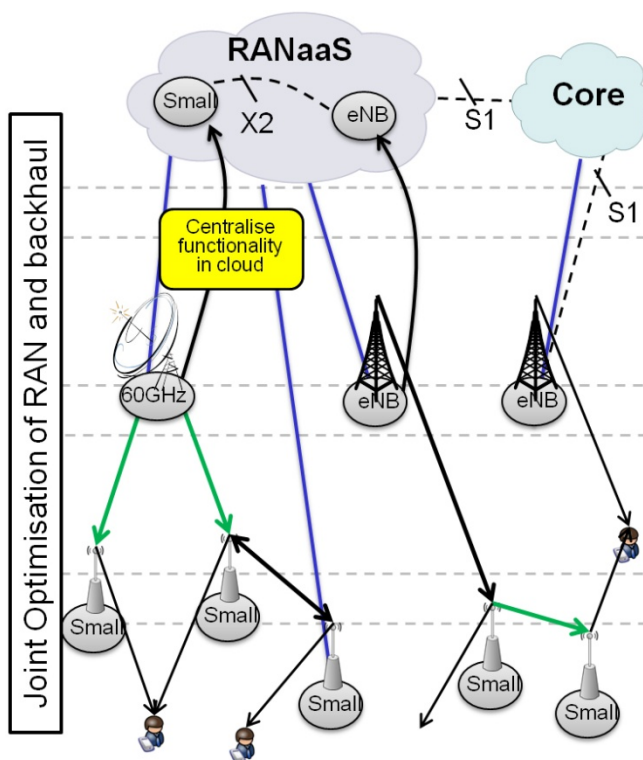 RANaaS
Small
X2
eNB
S1
Core
S1
Centralise
functionality
in cloud
Joint Optimisation of RAN and backhaul
60GHz
eNB
eNB
Small
Small
Small
Small
Small